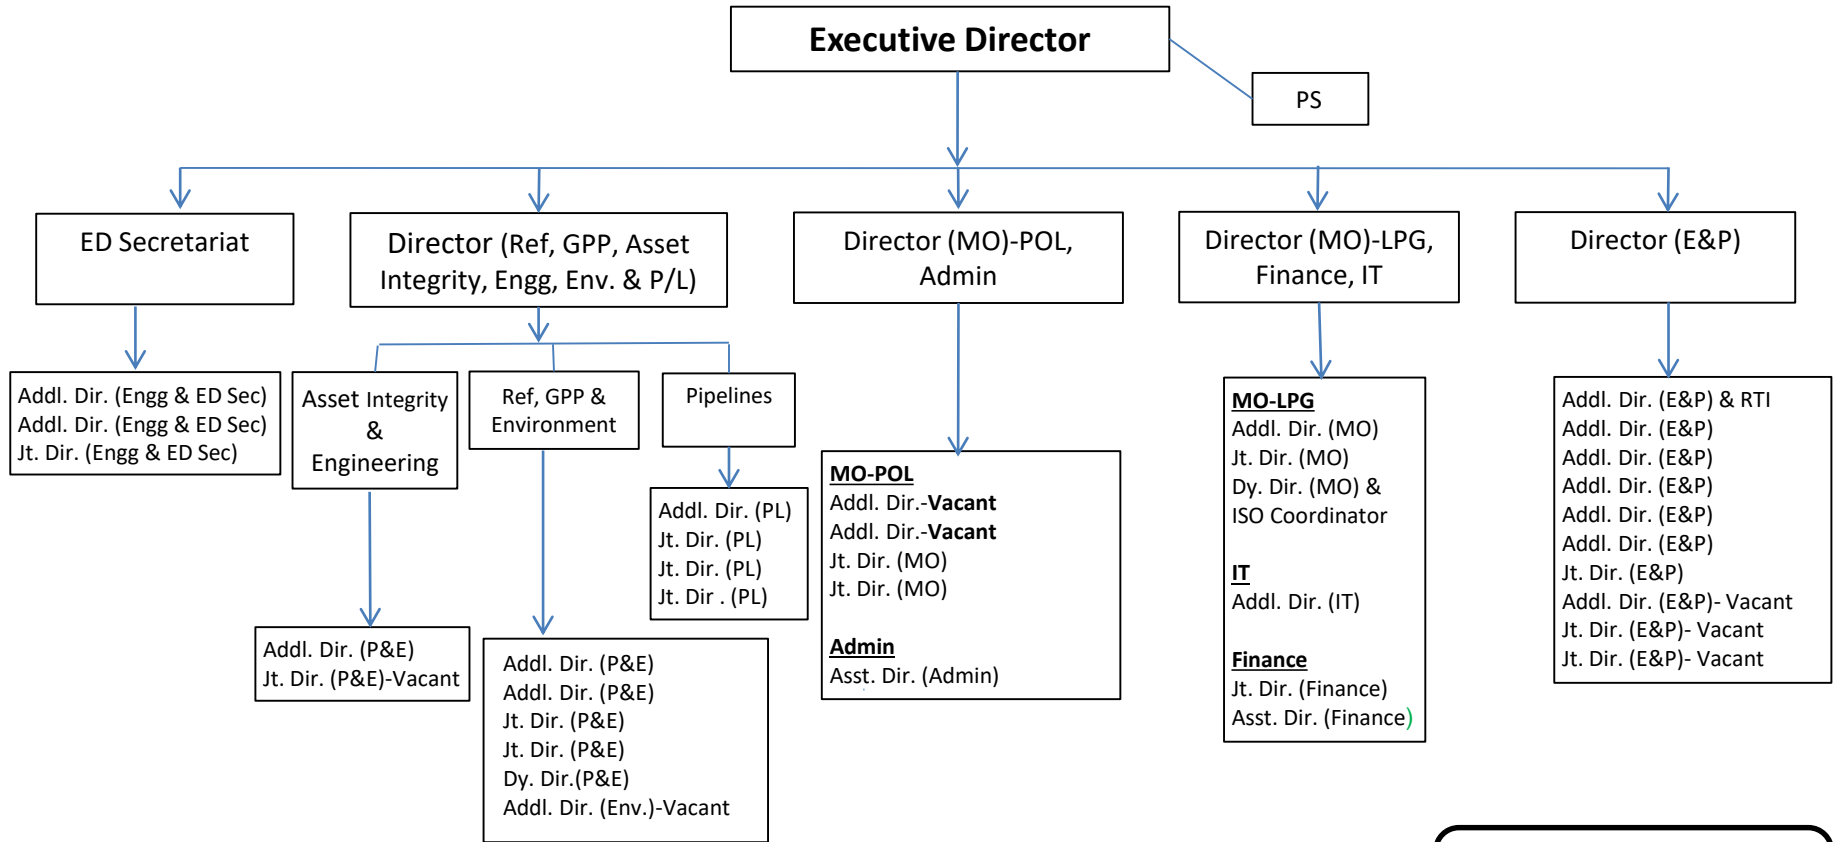 Executive Director
PS
ED Secretariat
Director (Ref, GPP, Asset
Integrity, Engg, Env. & P/L)
Director (MO)-POL,
Admin
Director (MO)-LPG,
Finance, IT
Director (E&P)
Addl. Dir. (Engg & ED Sec)
Addl. Dir. (Engg & ED Sec)
Jt. Dir. (Engg & ED Sec)
Asset Integrity
&
Engineering
Ref, GPP &
Environment
Pipelines
Addl. Dir. (P&E)
Jt. Dir. (P&E)-Vacant
Addl. Dir. (P&E)
Addl. Dir. (P&E)
Jt. Dir. (P&E)
Jt. Dir. (P&E)
Dy. Dir.(P&E)
Addl. Dir. (Env.)-Vacant
Addl. Dir. (PL)
Jt. Dir. (PL)
Jt. Dir. (PL)
Jt. Dir . (PL)
MO-POL
Addl. Dir.-Vacant
Addl. Dir.-Vacant
Jt. Dir. (MO)
Jt. Dir. (MO)
Admin
Asst. Dir. (Admin)
MO-LPG
Addl. Dir. (MO)
Jt. Dir. (MO)
Dy. Dir. (MO) &
ISO Coordinator
IT
Addl. Dir. (IT)
Finance
Jt. Dir. (Finance)
Asst. Dir. (Finance)
Addl. Dir. (E&P) & RTI
Addl. Dir. (E&P)
Addl. Dir. (E&P)
Addl. Dir. (E&P)
Addl. Dir. (E&P)
Addl. Dir. (E&P)
Jt. Dir. (E&P)
Addl. Dir. (E&P)- Vacant
Jt. Dir. (E&P)- Vacant
Jt. Dir. (E&P)- Vacant